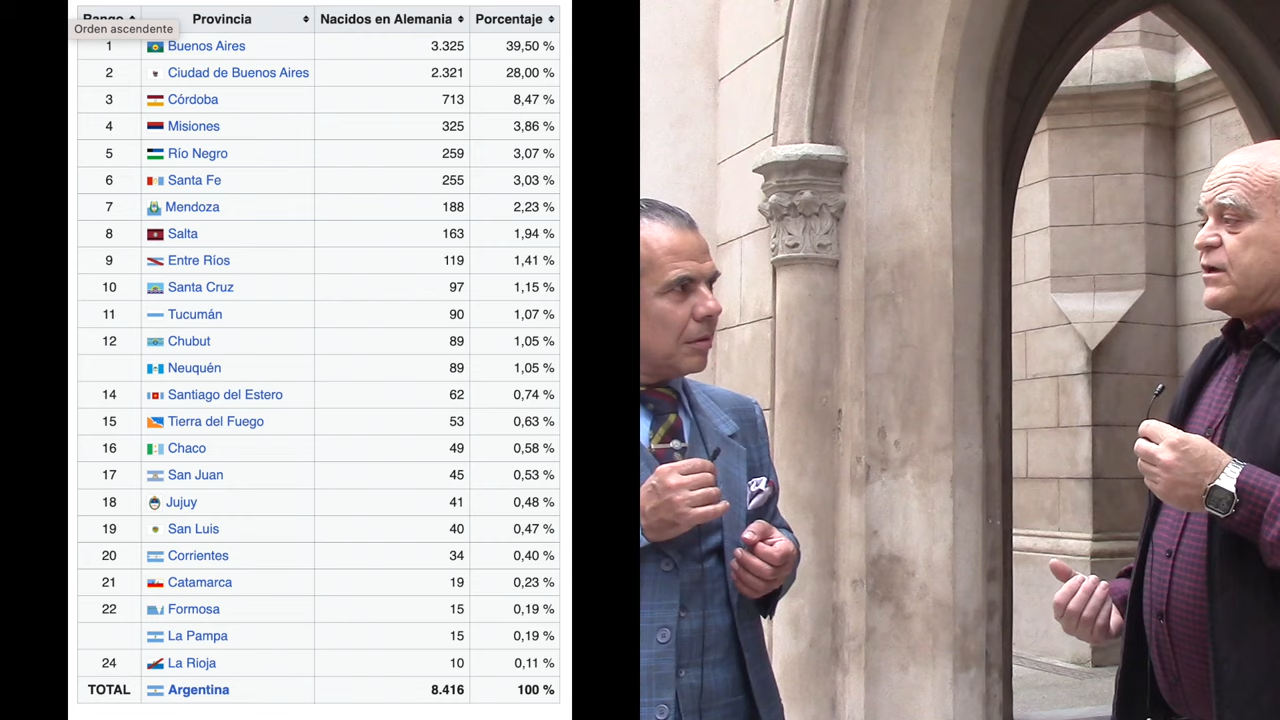 Rango Provincia Nacidos en Alemania Porcentaje
Orden ascendente
1 Buenos Aires 3.325 39,50 %
2 Ciudad de Buenos Aires 2.321 28,00 %
3 Córdoba 713 8,47 %
4 Misiones 325 3,86 %
5 Río Negro 259 3,07 %
6 Santa Fe 255 3,03 %
7 Mendoza 188 2,23 %
8 Salta 163 1,94 %
9 Entre Ríos 119 1,41 %
10 Santa Cruz 97 1,15 %
11 Tucumán 90 1,07 %
12 Chubut 89 1,05 %
Neuquén 89 1,05 %
14 Santiago del Estero 62 0,74 %
15 Tierra del Fuego 53 0,63 %
16 Chaco 49 0,58 %
17 San Juan 45 0,53 %
18 Jujuy 41 0,48 %
19 San Luis 40 0,47 %
20 Corrientes 34 0,40 %
21 Catamarca 19 0,23 %
22 Formosa 15 0,19 %
La Pampa 15 0,19 %
24 La Rioja 10 0,11 %
TOTAL Argentina 8.416 100 %